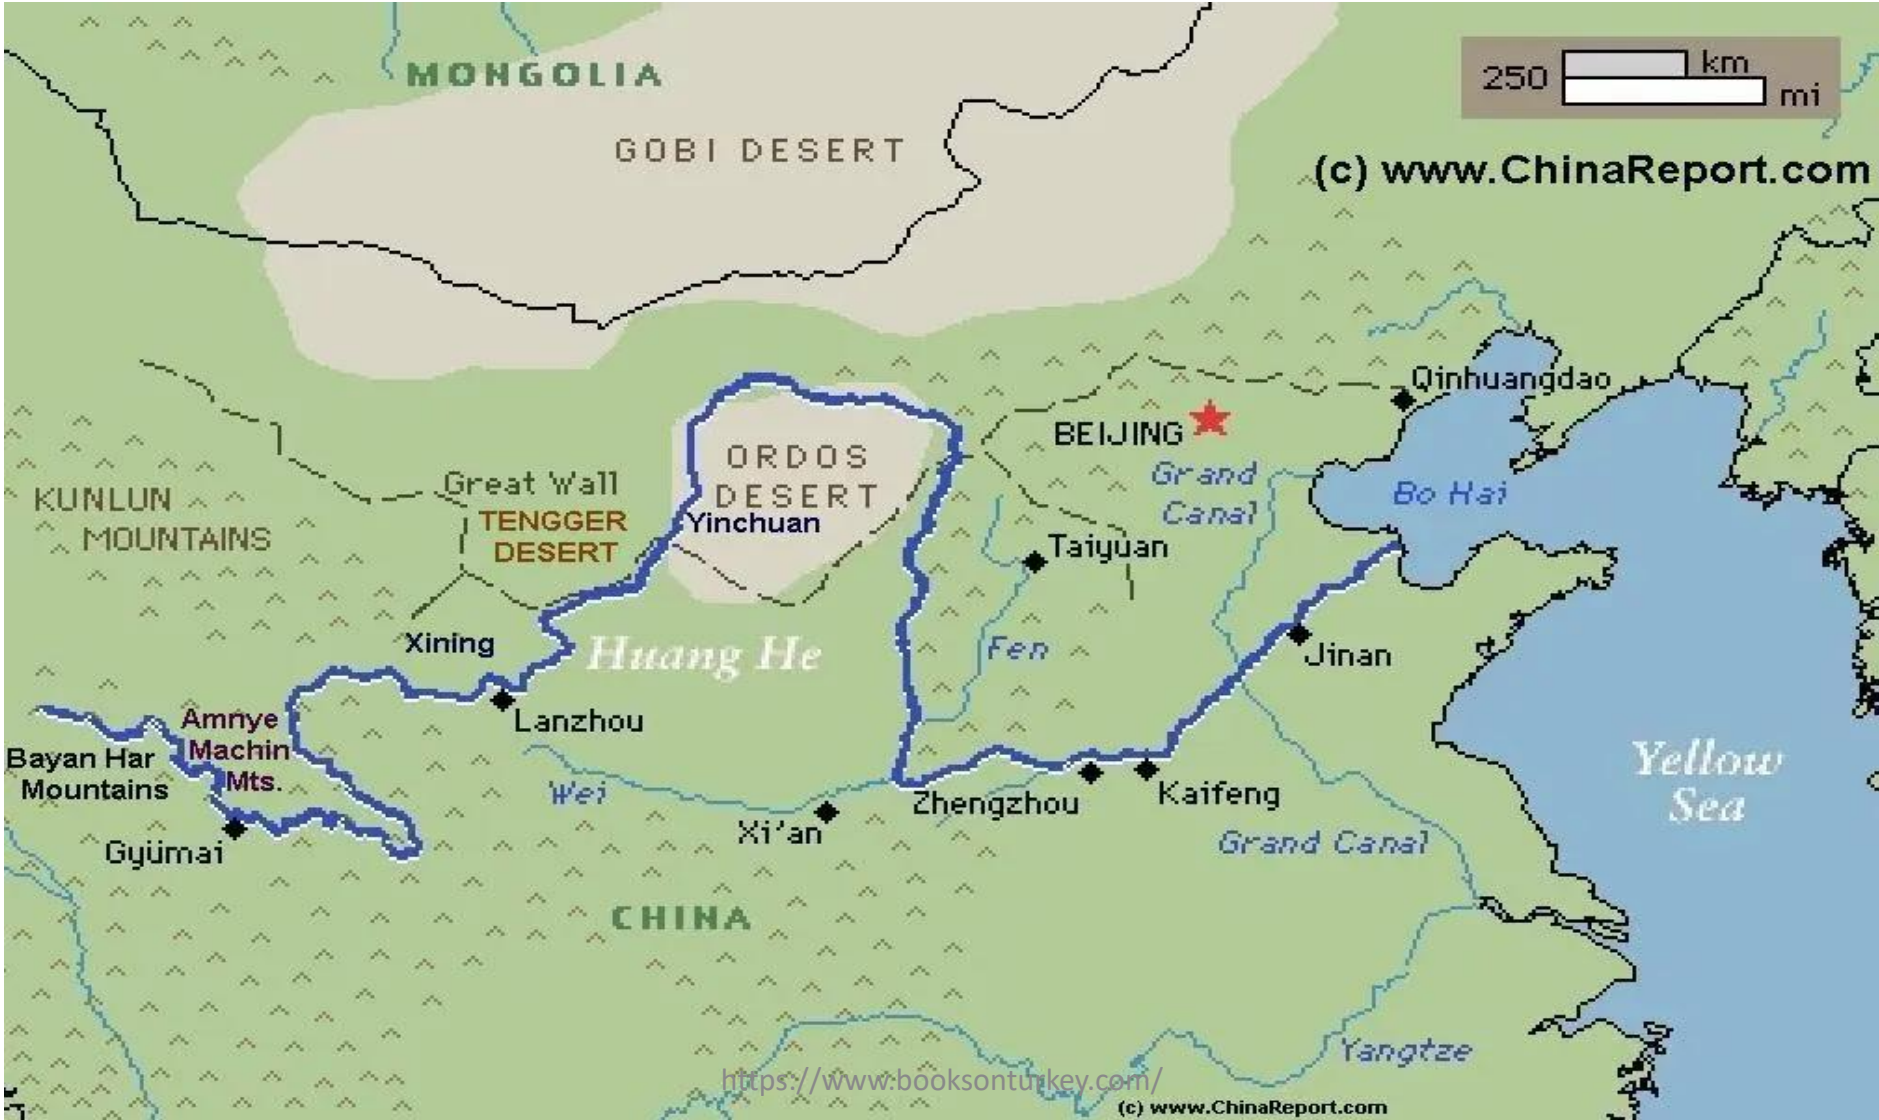 MONGOLIA
250
km
mi
GOBI DESERT
(c) www.ChinaReport.com
Qinhuangdao
BEIJING
ORDOS
DESERT
Great Wall
Grand
Canal
Bo Hai
KUNLUN
MOUNTAINS
TENGGER
DESERT
Yinchuan
Taiyuan
Xining
Huang He
Fen
Jinan
Lanzhou
Amnye
Machin
Mts.
Bayan Har
Mountains
Yellow
Sea
Wei
Zhengzhou
Kaifeng
Xi'an
Gyümai
Grand Canal
CHINA
Yangtze
https://www.booksonturkey.com/
(c) www.ChinaReport.com